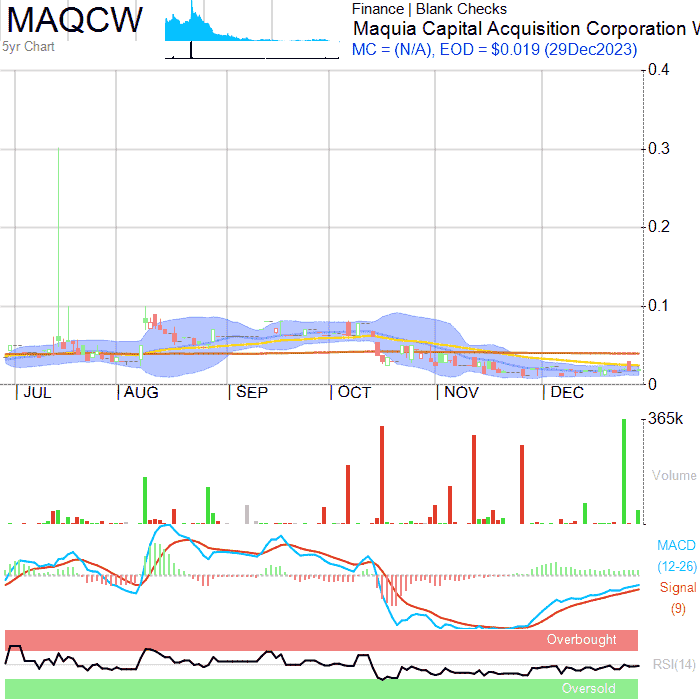 MAQCW
Finance | Blank Checks
Maquia Capital Acquisition Corporation W
5yr Chart
MC = (N/A), EOD = $0.019 (29Dec2023)
0.4
0.3
0.2
0.1
0
JUL AUG SEP OCT NOV DEC
365k
Volume
MACD
(12-26)
Signal
(9)
Overbought
RSI(14)
Oversold